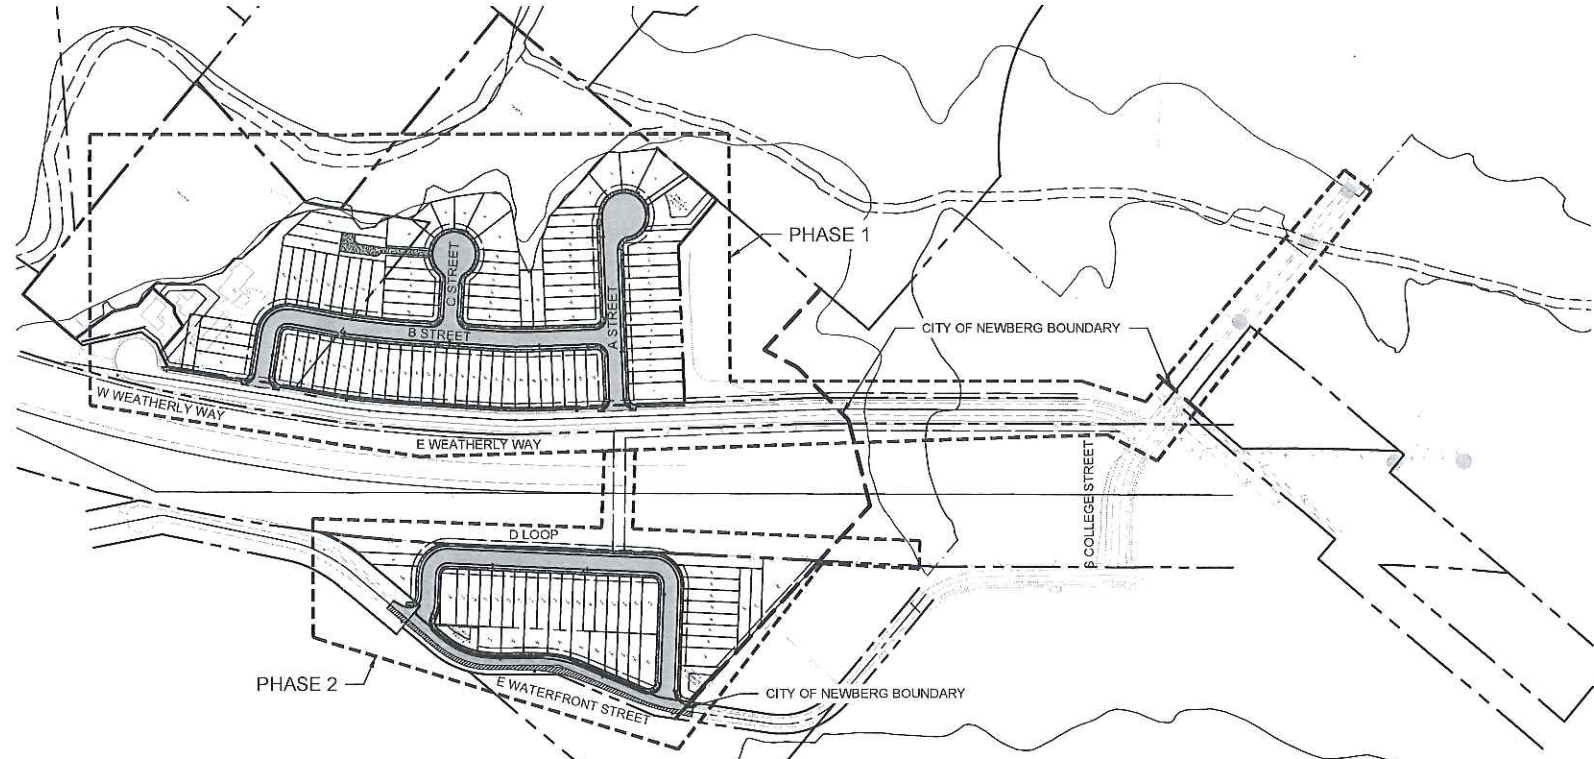 PHASE 1
C STREET
A STREET
B STREET
CITY OF NEWBERG BOUNDARY
W WEATHERLY WAY
E WEATHERLY WAY
S COLLEGE STREET
D LOOP
PHASE 2
E WATERFRONT STREET
CITY OF NEWBERG BOUNDARY